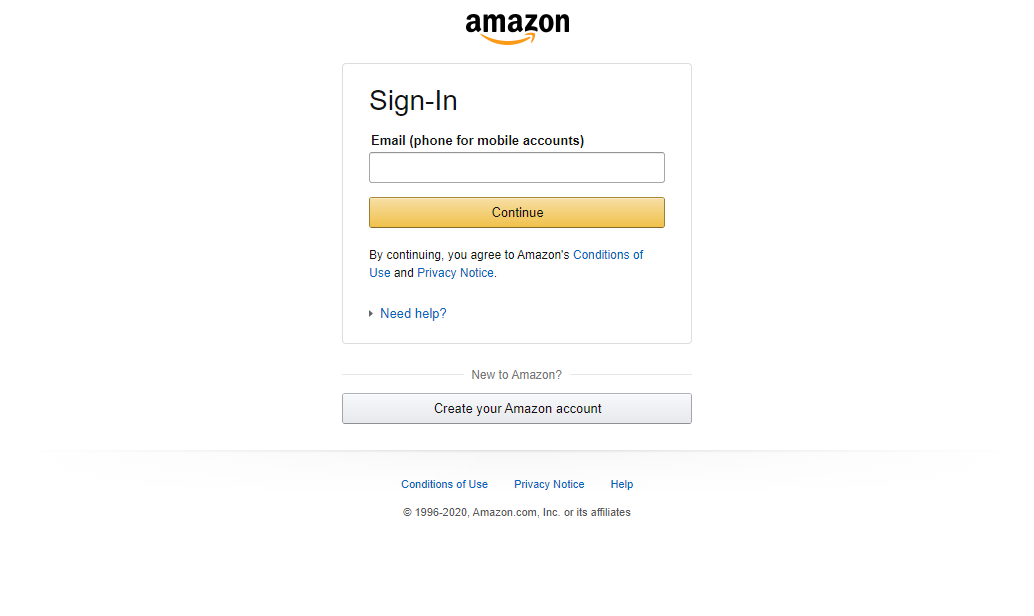 amazon
Sign-In
Email (phone for mobile accounts)
Continue
By continuing, you agree to Amazon's Conditions of
Use and Privacy Notice.
Need help?
New to Amazon?
Create your Amazon account
Conditions of Use Privacy Notice Help
© 1996-2020, Amazon.com, Inc. or its affiliates